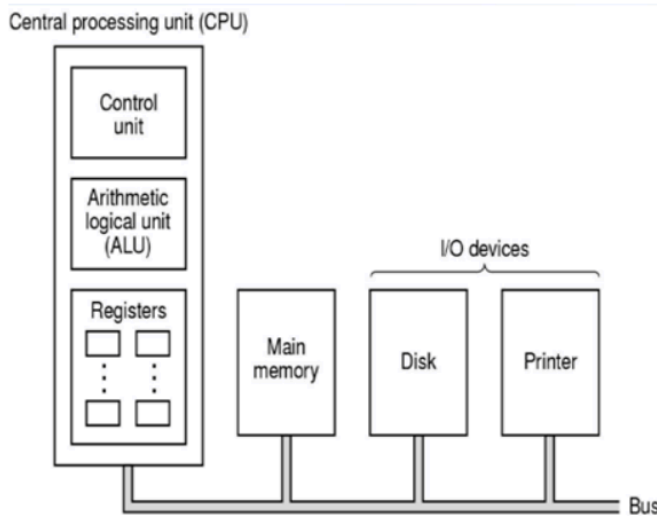 Central processing unit (CPU)
Control
unit
Arithmetic
logical unit
(ALU)
Registers
I/O devices
Main
memory
Disk
Printer
Bus